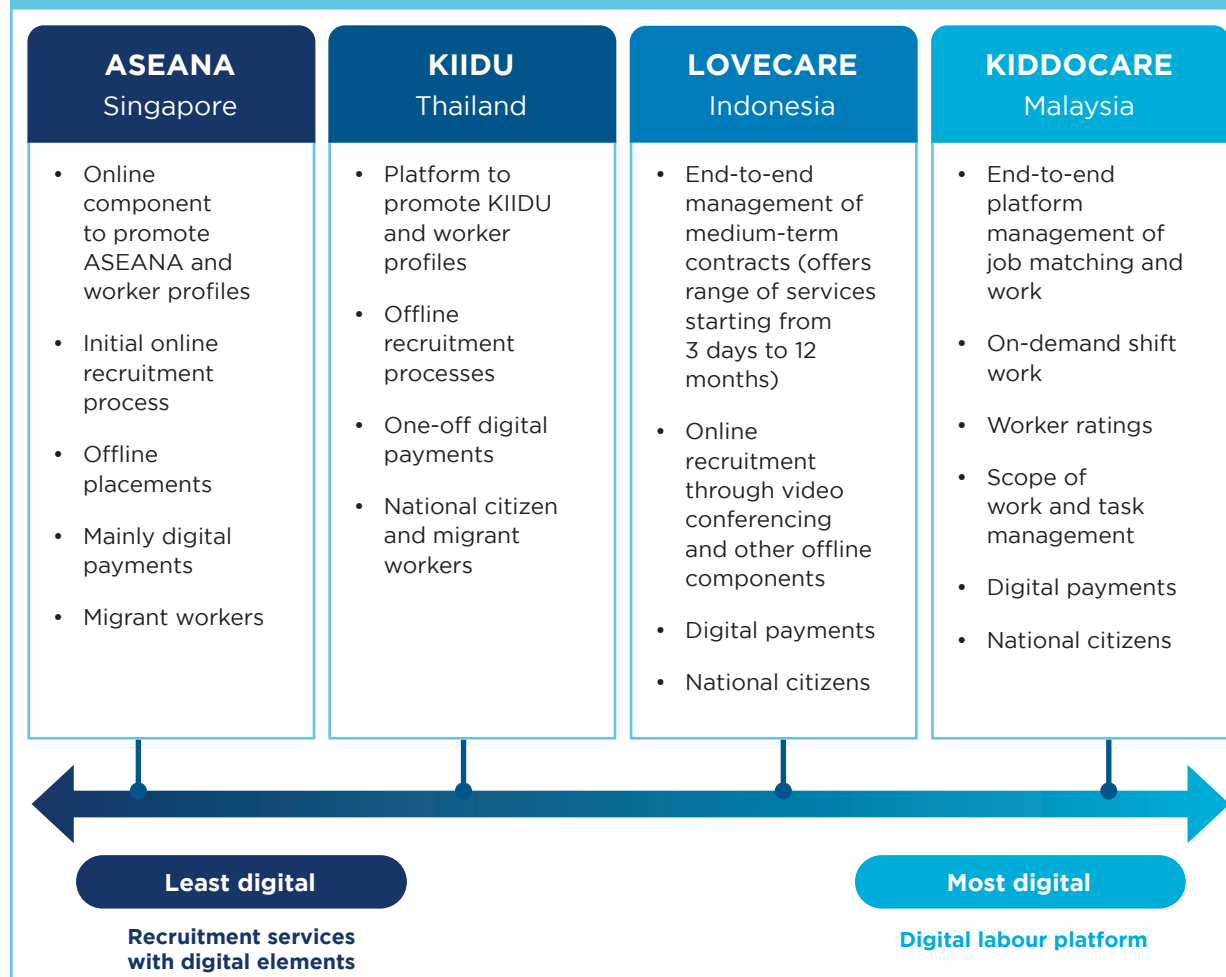 ASEANA
Singapore
• Online
component
to promote
ASEANA and
worker profiles
• Initial online
recruitment
process
• Offline
placements
• Mainly digital
payments
• Migrant workers
KIIDU
Thailand
• Platform to
promote KIIDU
and worker
profiles
• Offline
recruitment
processes
• One-off digital
payments
• National citizen
and migrant
workers
LOVECARE
Indonesia
• End-to-end
management of
medium-term
contracts (offers
range of services
starting from
3 days to 12
months)
• Online
recruitment
through video
conferencing
and other offline
components
• Digital payments
• National citizens
KIDDOCARE
Malaysia
• End-to-end
platform
management of
job matching and
work
• On-demand shift
work
• Worker ratings
• Scope of
work and task
management
• Digital payments
• National citizens
Least digital
Recruitment services
with digital elements
Most digital
Digital labour platform